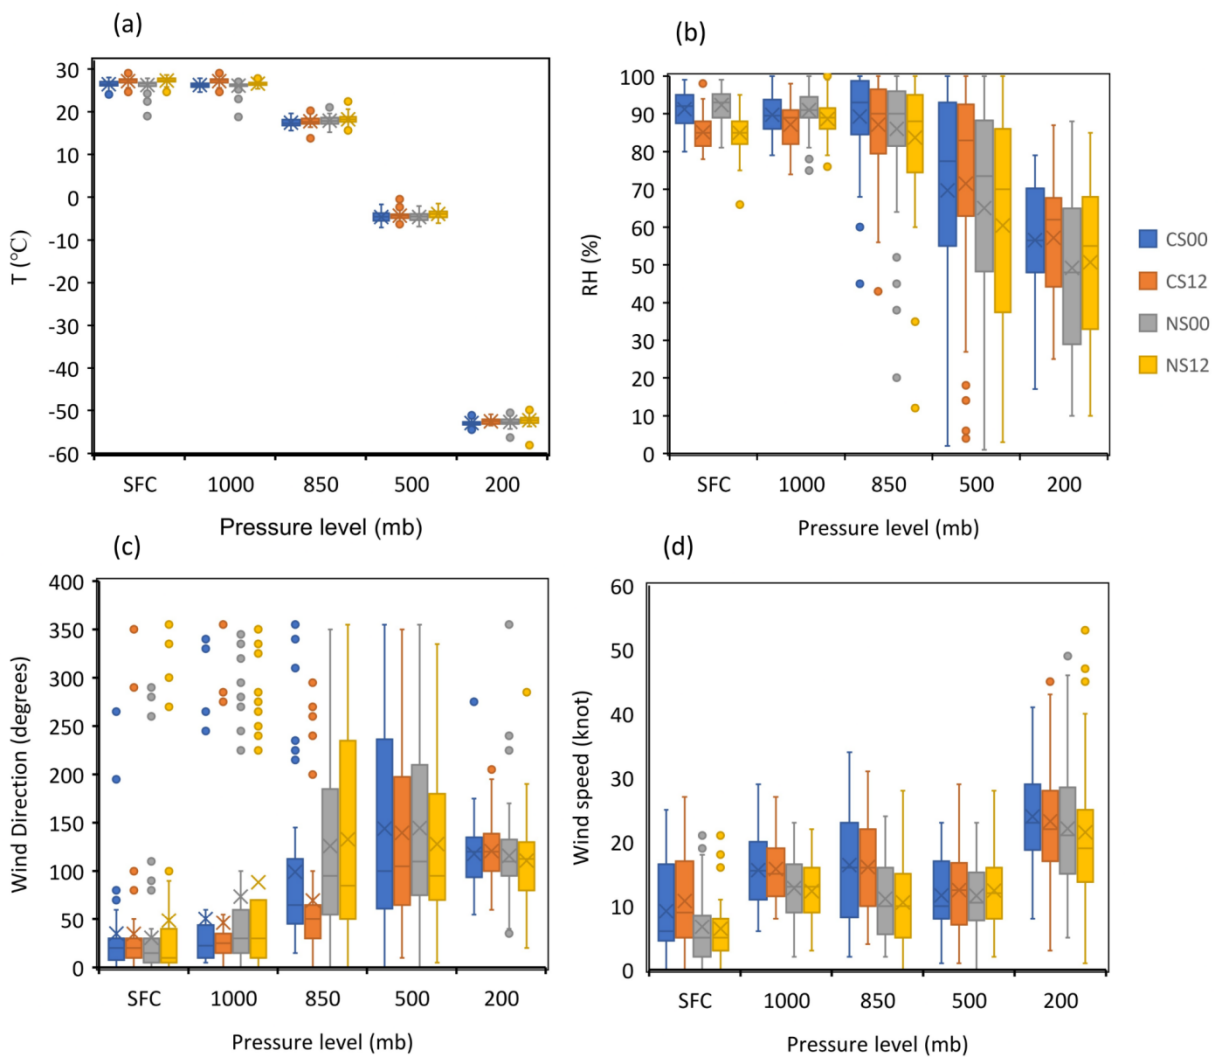 (a)
30
20
10
0
-10
-20
-30
-40
-50
-60
T (°C)
SFC 1000 850 500 200
Pressure level (mb)
(b)
100
90
80
70
60
50
40
30
20
10
0
RH (%)
SFC 1000 850 500 200
Pressure level (mb)
CS00
CS12
NS00
NS12
(c)
400
350
300
250
200
150
100
50
0
Wind Direction (degrees)
SFC 1000 850 500 200
Pressure level (mb)
(d)
60
50
40
30
20
10
0
Wind speed (knot)
SFC 1000 850 500 200
Pressure level (mb)